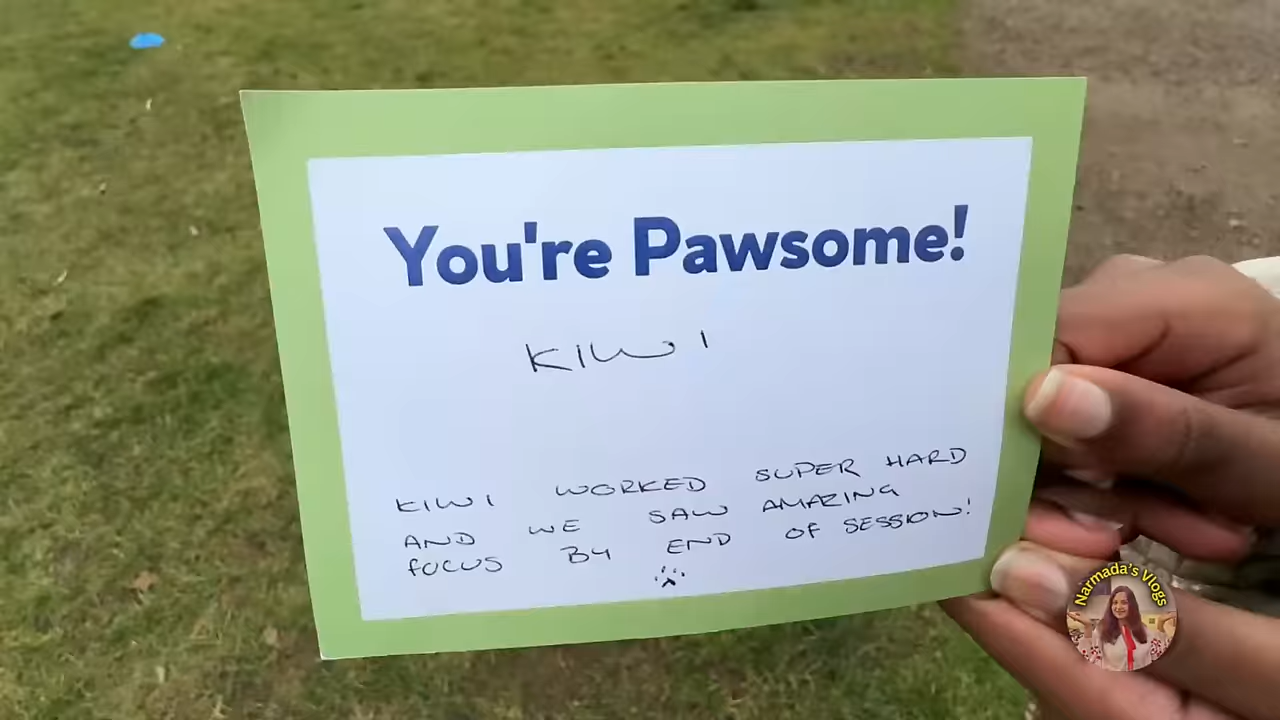 You're Pawsome!
KIWI
KIWI WORKED SUPER HARD
AND WE SAW AMAZING
FOCUS BY END OF SESSION!
Narmada's Vlogs